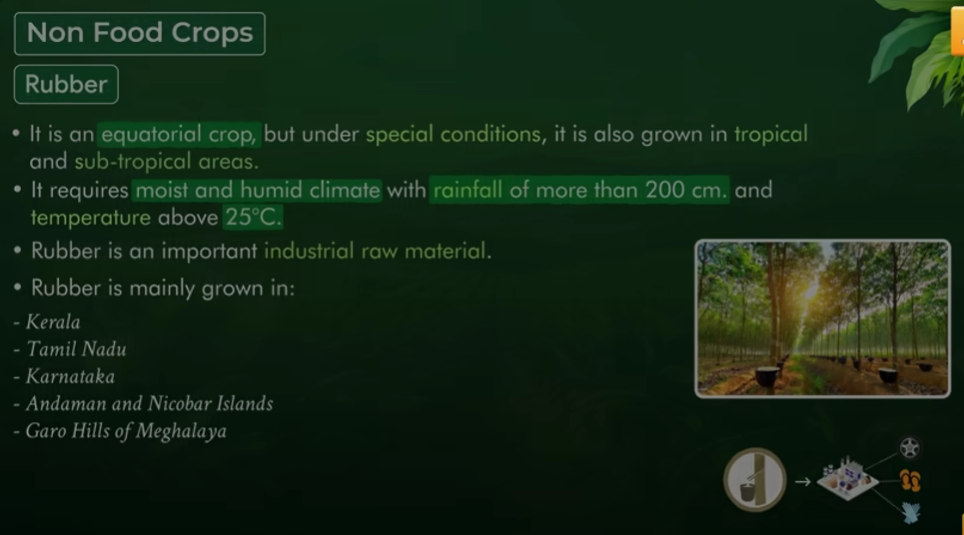 Non Food Crops
Rubber
• It is an equatorial crop, but under special conditions, it is also grown in tropical
and sub-tropical areas.
• It requires moist and humid climate with rainfall of more than 200 cm. and
temperature above 25°C.
• Rubber is an important industrial raw material.
• Rubber is mainly grown in:
- Kerala
- Tamil Nadu
- Karnataka
- Andaman and Nicobar Islands
- Garo Hills of Meghalaya